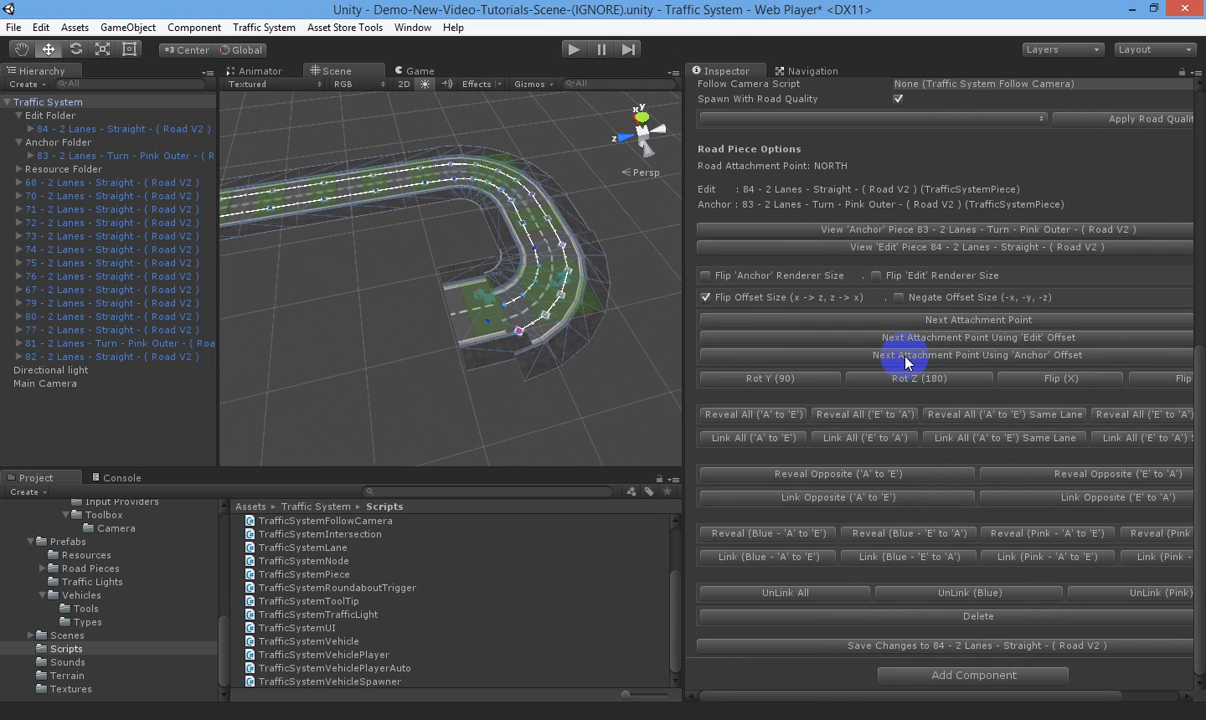 Unity - Demo-New-Video-Tutorials-Scene-(IGNORE).unity - Traffic System - Web Player* <DX11>
File Edit Assets GameObject Component Traffic System Asset Store Tools Window Help
Center Global Layers Layout
Hierarchy
Create All
Traffic System
Edit Folder
84 - 2 Lanes - Straight - ( Road V2 )
Anchor Folder
83 - 2 Lanes - Turn - Pink Outer - ( R
Resource Folder
68 - 2 Lanes - Straight - ( Road V2 )
70 - 2 Lanes - Straight - ( Road V2 )
71 - 2 Lanes - Straight - ( Road V2 )
72 - 2 Lanes - Straight - ( Road V2 )
73 - 2 Lanes - Straight - ( Road V2 )
74 - 2 Lanes - Straight - ( Road V2 )
75 - 2 Lanes - Straight - ( Road V2 )
76 - 2 Lanes - Straight - ( Road V2 )
67 - 2 Lanes - Straight - ( Road V2 )
79 - 2 Lanes - Straight - ( Road V2 )
80 - 2 Lanes - Straight - ( Road V2 )
77 - 2 Lanes - Straight - ( Road V2 )
81 - 2 Lanes - Turn - Pink Outer - ( Roa
82 - 2 Lanes - Straight - ( Road V2 )
Directional light
Main Camera
Animator Scene Game
Textured RGB 2D Effects Gizmos All
y
x
z
Persp
Inspector Navigation
Follow Camera Script None (Traffic System Follow Camera)
Spawn With Road Quality
Apply Road Qualit
Road Piece Options
Road Attachment Point: NORTH
Edit : 84 - 2 Lanes - Straight - ( Road V2 ) (TrafficSystemPiece)
Anchor : 83 - 2 Lanes - Turn - Pink Outer - ( Road V2 ) (TrafficSystemPiece)
View 'Anchor' Piece 83 - 2 Lanes - Turn - Pink Outer - ( Road V2 )
View 'Edit' Piece 84 - 2 Lanes - Straight - ( Road V2 )
Flip 'Anchor' Renderer Size . Flip 'Edit' Renderer Size
Flip Offset Size (x -> z, z -> x) . Negate Offset Size (-x, -y, -z)
Next Attachment Point
Next Attachment Point Using 'Edit' Offset
Next Attachment Point Using 'Anchor' Offset
Rot Y (90) Rot Z (180) Flip (X) Flip
Reveal All ('A' to 'E') Reveal All ('E' to 'A') Reveal All ('A' to 'E') Same Lane Reveal All ('E' to 'A')
Link All ('A' to 'E') Link All ('E' to 'A') Link All ('A' to 'E') Same Lane Link All ('E' to 'A') S
Reveal Opposite ('A' to 'E') Reveal Opposite ('E' to 'A')
Link Opposite ('A' to 'E') Link Opposite ('E' to 'A')
Reveal (Blue - 'A' to 'E') Reveal (Blue - 'E' to 'A') Reveal (Pink - 'A' to 'E') Reveal (Pink -
Link (Blue - 'A' to 'E') Link (Blue - 'E' to 'A') Link (Pink - 'A' to 'E') Link (Pink -
UnLink All UnLink (Blue) UnLink (Pink)
Delete
Save Changes to 84 - 2 Lanes - Straight - ( Road V2 )
Add Component
Project Console
Create
Input Providers
Toolbox
Camera
Prefabs
Resources
Road Pieces
Traffic Lights
Vehicles
Tools
Types
Scenes
Scripts
Sounds
Terrain
Textures
Assets Traffic System Scripts
TrafficSystemFollowCamera
TrafficSystemIntersection
TrafficSystemLane
TrafficSystemNode
TrafficSystemPiece
TrafficSystemRoundaboutTrigger
TrafficSystemToolTip
TrafficSystemTrafficLight
TrafficSystemUI
TrafficSystemVehicle
TrafficSystemVehiclePlayer
TrafficSystemVehiclePlayerAuto
TrafficSystemVehicleSpawner